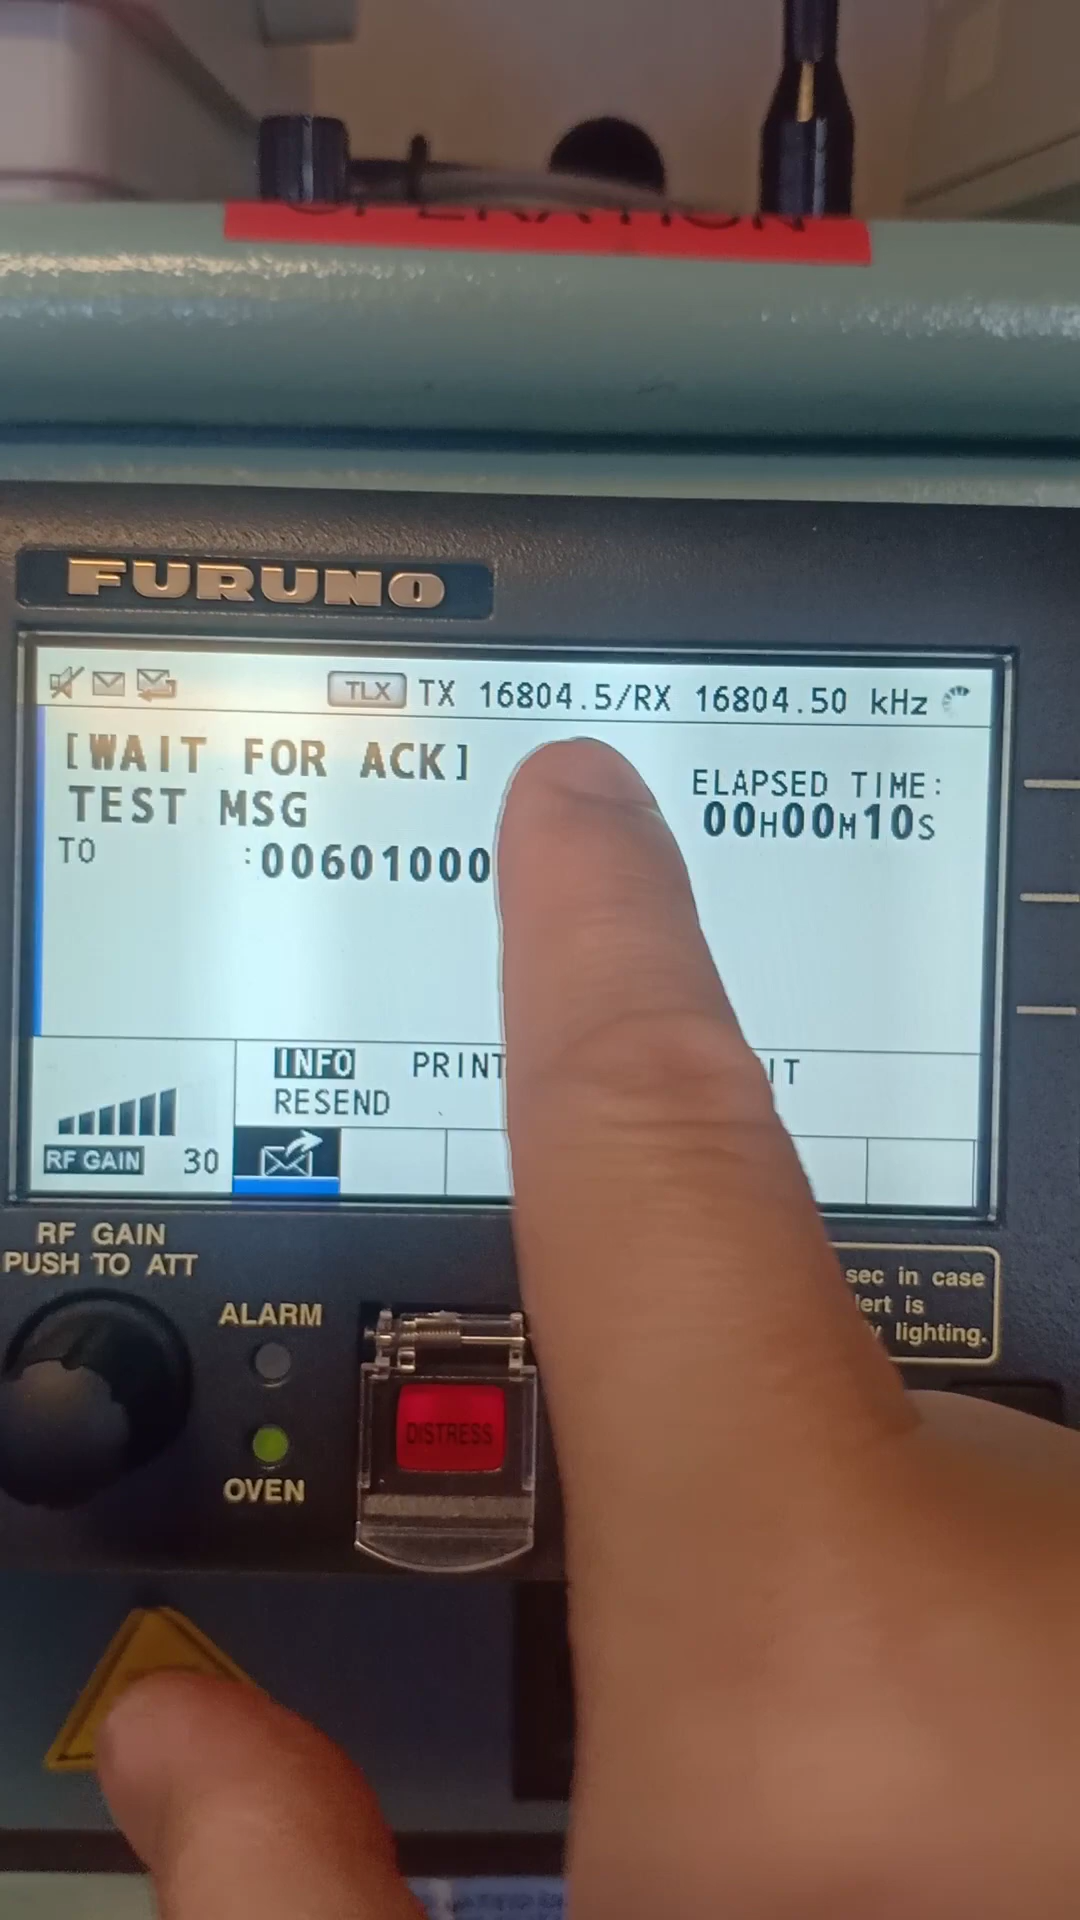 OPERATION
FURUNO
TLX TX 16804.5/RX 16804.50 kHz
[WAIT FOR ACK]
TEST MSG
ELAPSED TIME:
00H00M10S
TO :00601000
INFO PRINT IT
RESEND
RF GAIN 30
RF GAIN
PUSH TO ATT
ALARM
OVEN
DISTRESS
sec in case
lert is
y lighting.